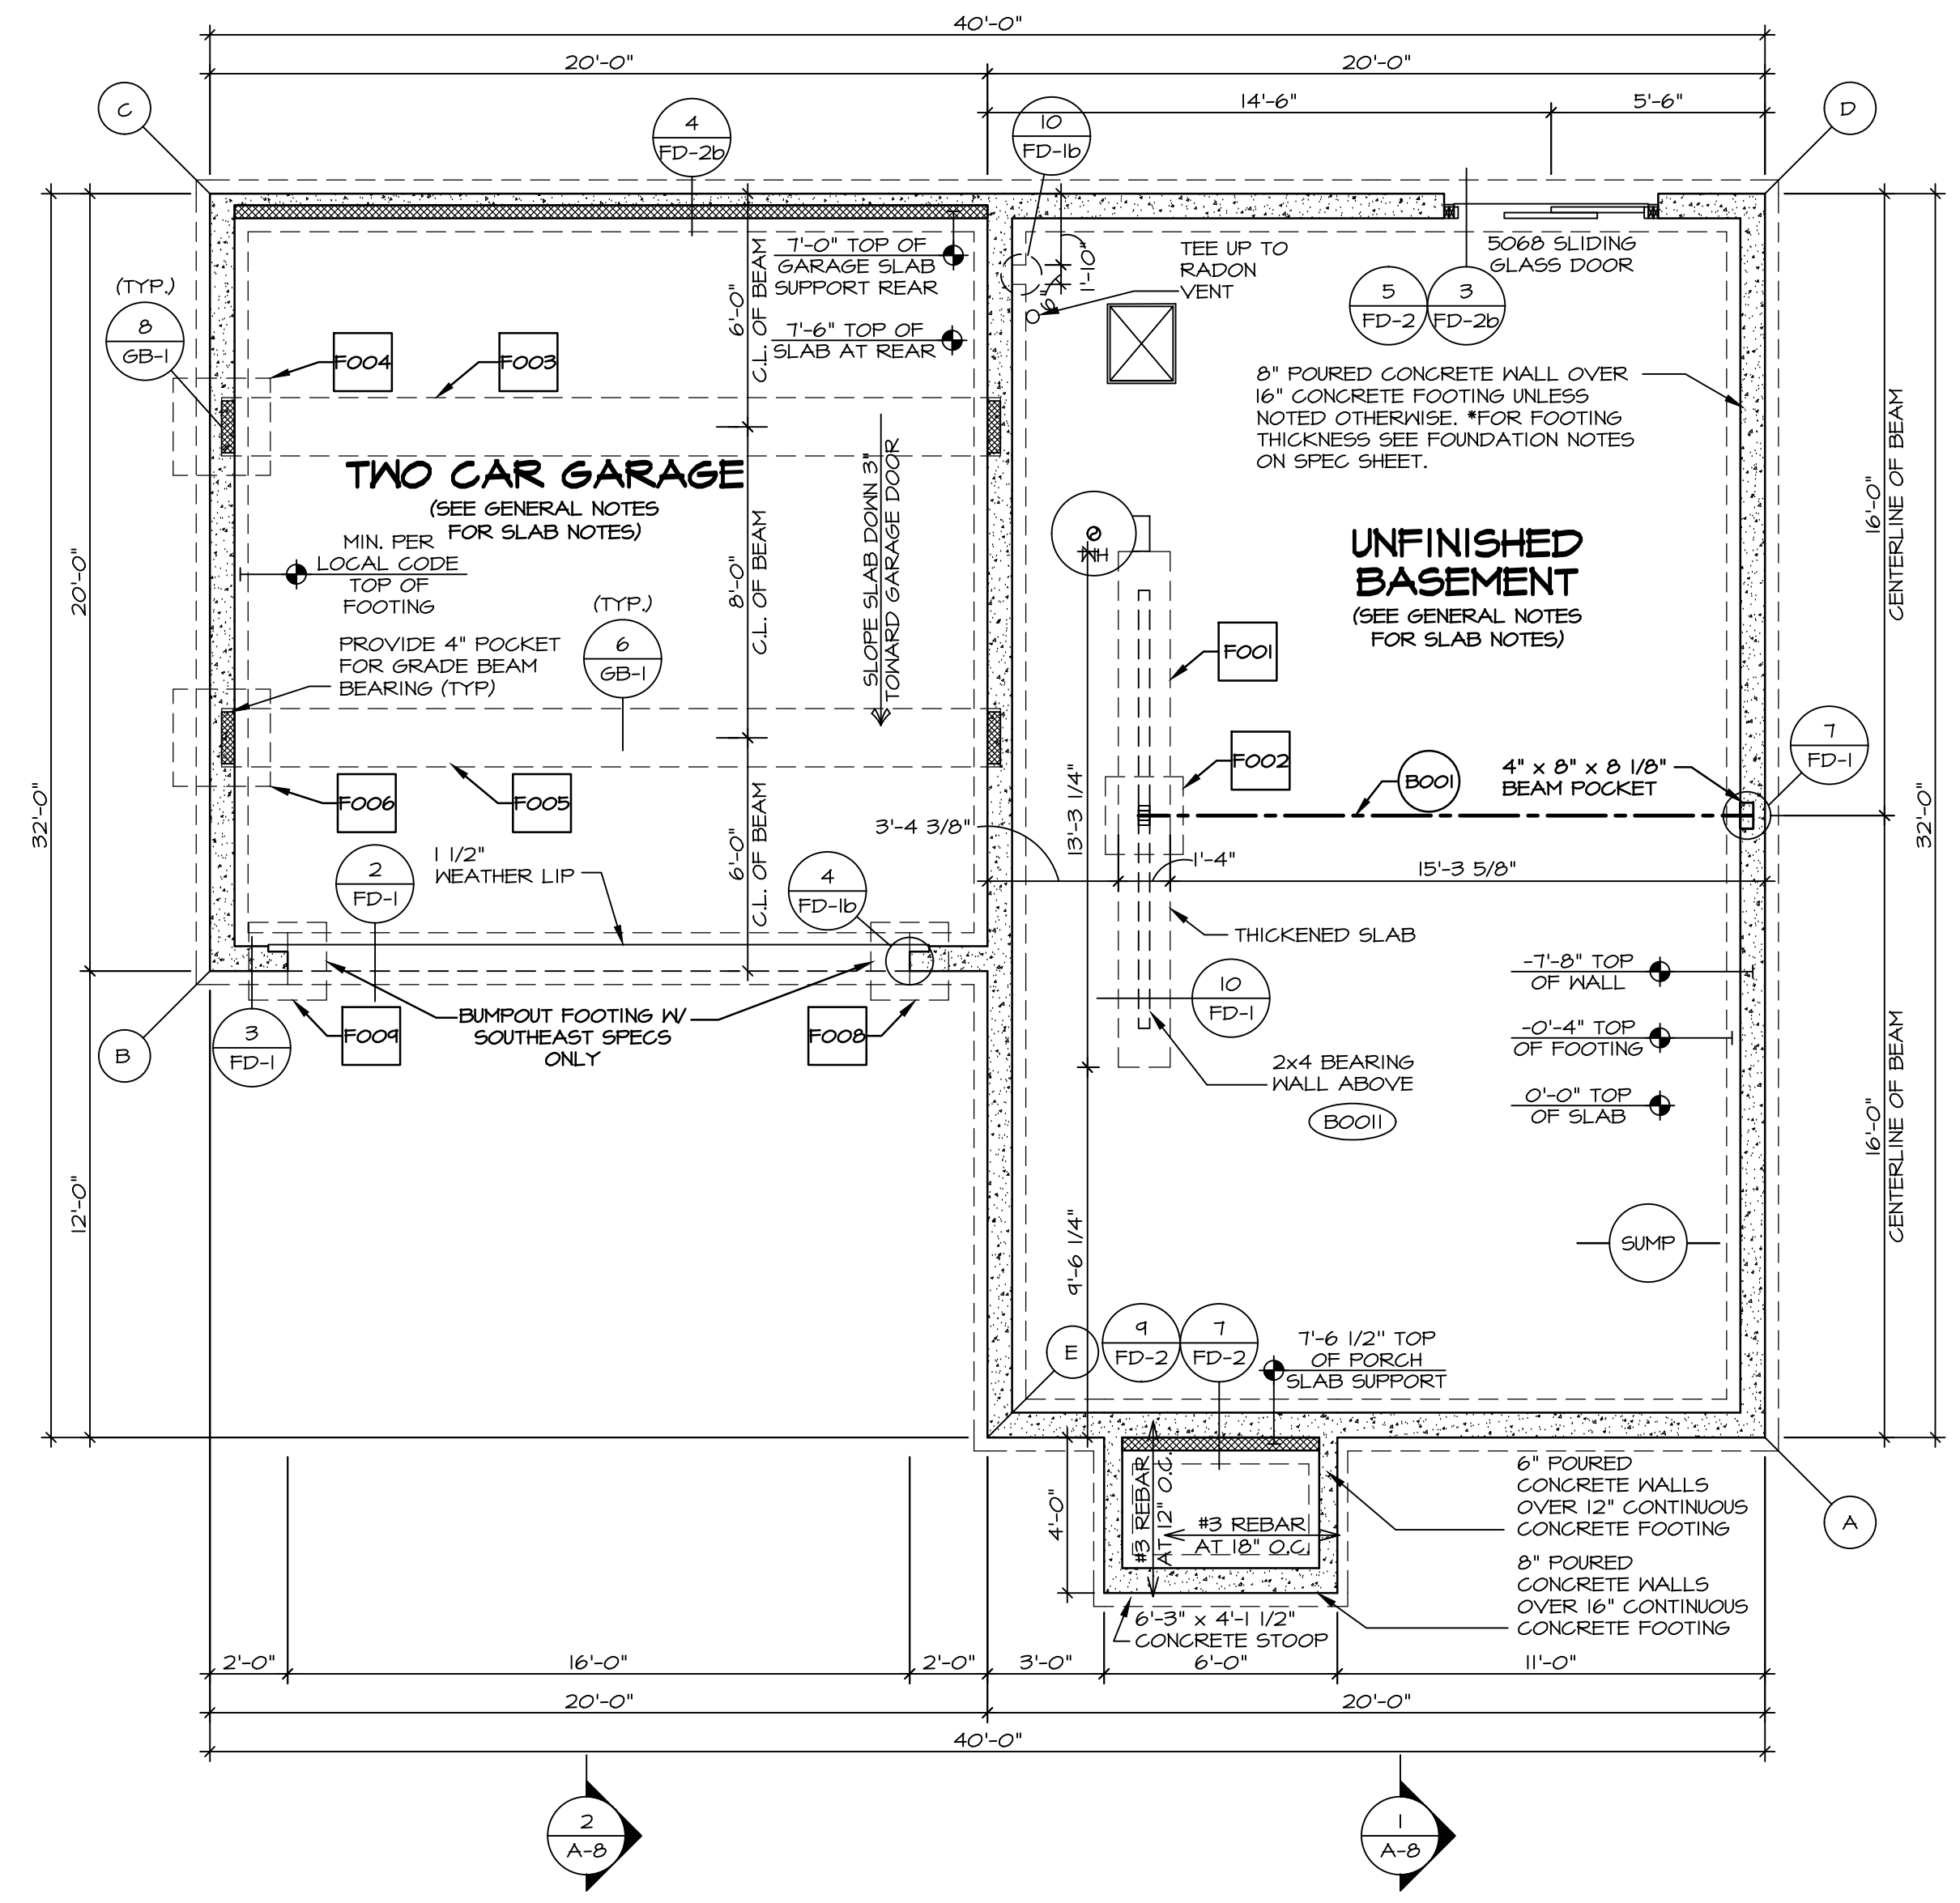 40'-0"
20'-0"
20'-0"
14'-6"
5'-6"
C
D
4
FD-2b
10
FD-1b
7'-0" TOP OF
GARAGE SLAB
SUPPORT REAR
7'-6" TOP OF
SLAB AT REAR
6'-0"
C.L. OF BEAM
1'-10"
6"
TEE UP TO
RADON
VENT
5068 SLIDING
GLASS DOOR
5
FD-2
3
FD-2b
(TYP.)
8
GB-1
F004
F003
8" POURED CONCRETE WALL OVER
16" CONCRETE FOOTING UNLESS
NOTED OTHERWISE. *FOR FOOTING
THICKNESS SEE FOUNDATION NOTES
ON SPEC SHEET.
TWO CAR GARAGE
(SEE GENERAL NOTES
FOR SLAB NOTES)
MIN. PER
LOCAL CODE
TOP OF
FOOTING
8'-0"
C.L. OF BEAM
SLOPE SLAB DOWN 3"
TOWARD GARAGE DOOR
WH
UNFINISHED
BASEMENT
(SEE GENERAL NOTES
FOR SLAB NOTES)
16'-0"
CENTERLINE OF BEAM
20'-0"
32'-0"
PROVIDE 4" POCKET
FOR GRADE BEAM
BEARING (TYP)
(TYP.)
6
GB-1
F001
F002
B001
4" x 8" x 8 1/8"
BEAM POCKET
7
FD-1
32'-0"
F006
F005
6'-0"
C.L. OF BEAM
3'-4 3/8"
13'-3 1/4"
1'-4"
15'-3 5/8"
2
FD-1
1 1/2"
WEATHER LIP
4
FD-1b
THICKENED SLAB
-7'-8" TOP
OF WALL
10
FD-1
-0'-4" TOP
OF FOOTING
0'-0" TOP
OF SLAB
B
3
FD-1
F009
BUMPOUT FOOTING W/
SOUTHEAST SPECS
ONLY
F008
2x4 BEARING
WALL ABOVE
B0011
16'-0"
CENTERLINE OF BEAM
12'-0"
9'-6 1/4"
SUMP
E
9
FD-2
7
FD-2
7'-6 1/2" TOP
OF PORCH
SLAB SUPPORT
4'-0"
#3 REBAR
AT 12" O.C.
#3 REBAR
AT 18" O.C.
6" POURED
CONCRETE WALLS
OVER 12" CONTINUOUS
CONCRETE FOOTING
A
8" POURED
CONCRETE WALLS
OVER 16" CONTINUOUS
CONCRETE FOOTING
6'-3" x 4'-1 1/2"
CONCRETE STOOP
2'-0"
16'-0"
2'-0"
3'-0"
6'-0"
11'-0"
20'-0"
20'-0"
40'-0"
2
A-8
1
A-8